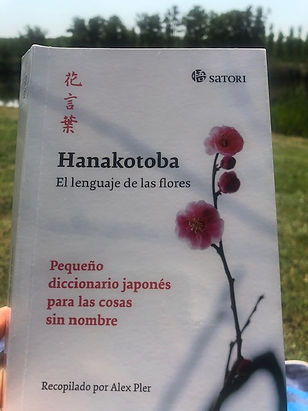 花言葉
悟 SATORI
Hanakotoba
El lenguaje de las flores
Pequeño
diccionario japonés
para las cosas
sin nombre
Recopilado por Alex Pler